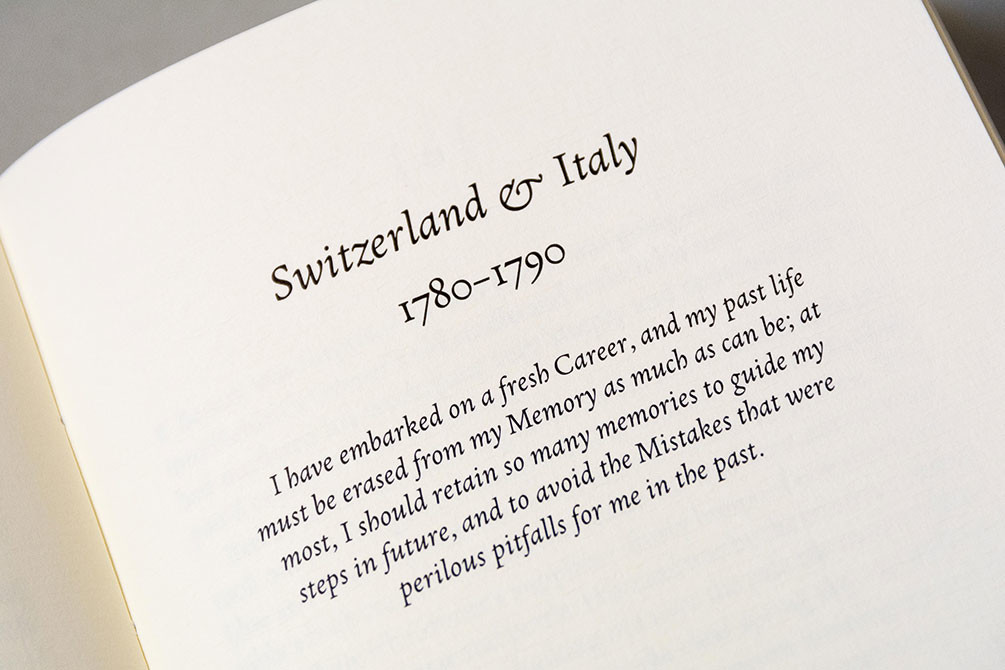 Switzerland & Italy
1780–1790
I have embarked on a fresh Career, and my past life
must be erased from my Memory as much as can be; at
most, I should retain so many memories to guide my
steps in future, and to avoid the Mistakes that were
perilous pitfalls for me in the past.